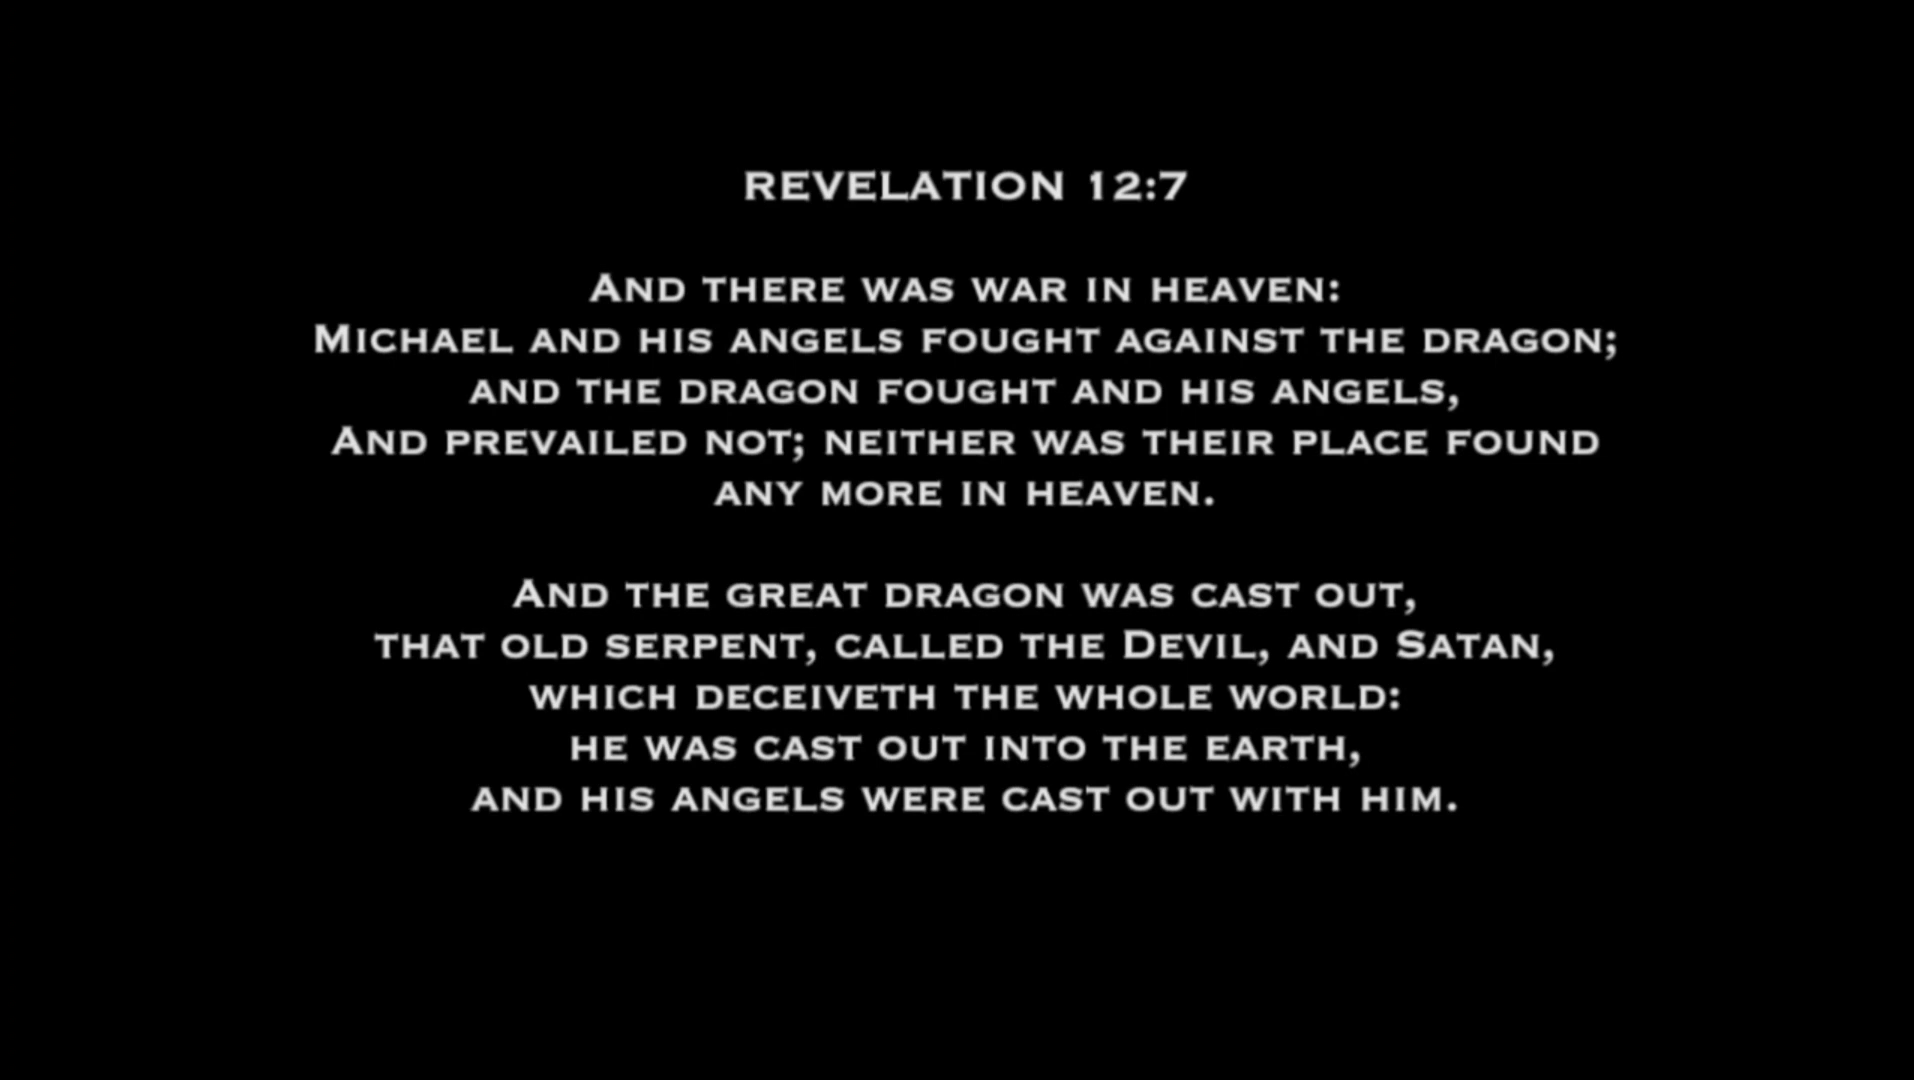 REVELATION 12:7
AND THERE WAS WAR IN HEAVEN:
MICHAEL AND HIS ANGELS FOUGHT AGAINST THE DRAGON;
AND THE DRAGON FOUGHT AND HIS ANGELS,
AND PREVAILED NOT; NEITHER WAS THEIR PLACE FOUND
ANY MORE IN HEAVEN.
AND THE GREAT DRAGON WAS CAST OUT,
THAT OLD SERPENT, CALLED THE DEVIL, AND SATAN,
WHICH DECEIVETH THE WHOLE WORLD:
HE WAS CAST OUT INTO THE EARTH,
AND HIS ANGELS WERE CAST OUT WITH HIM.